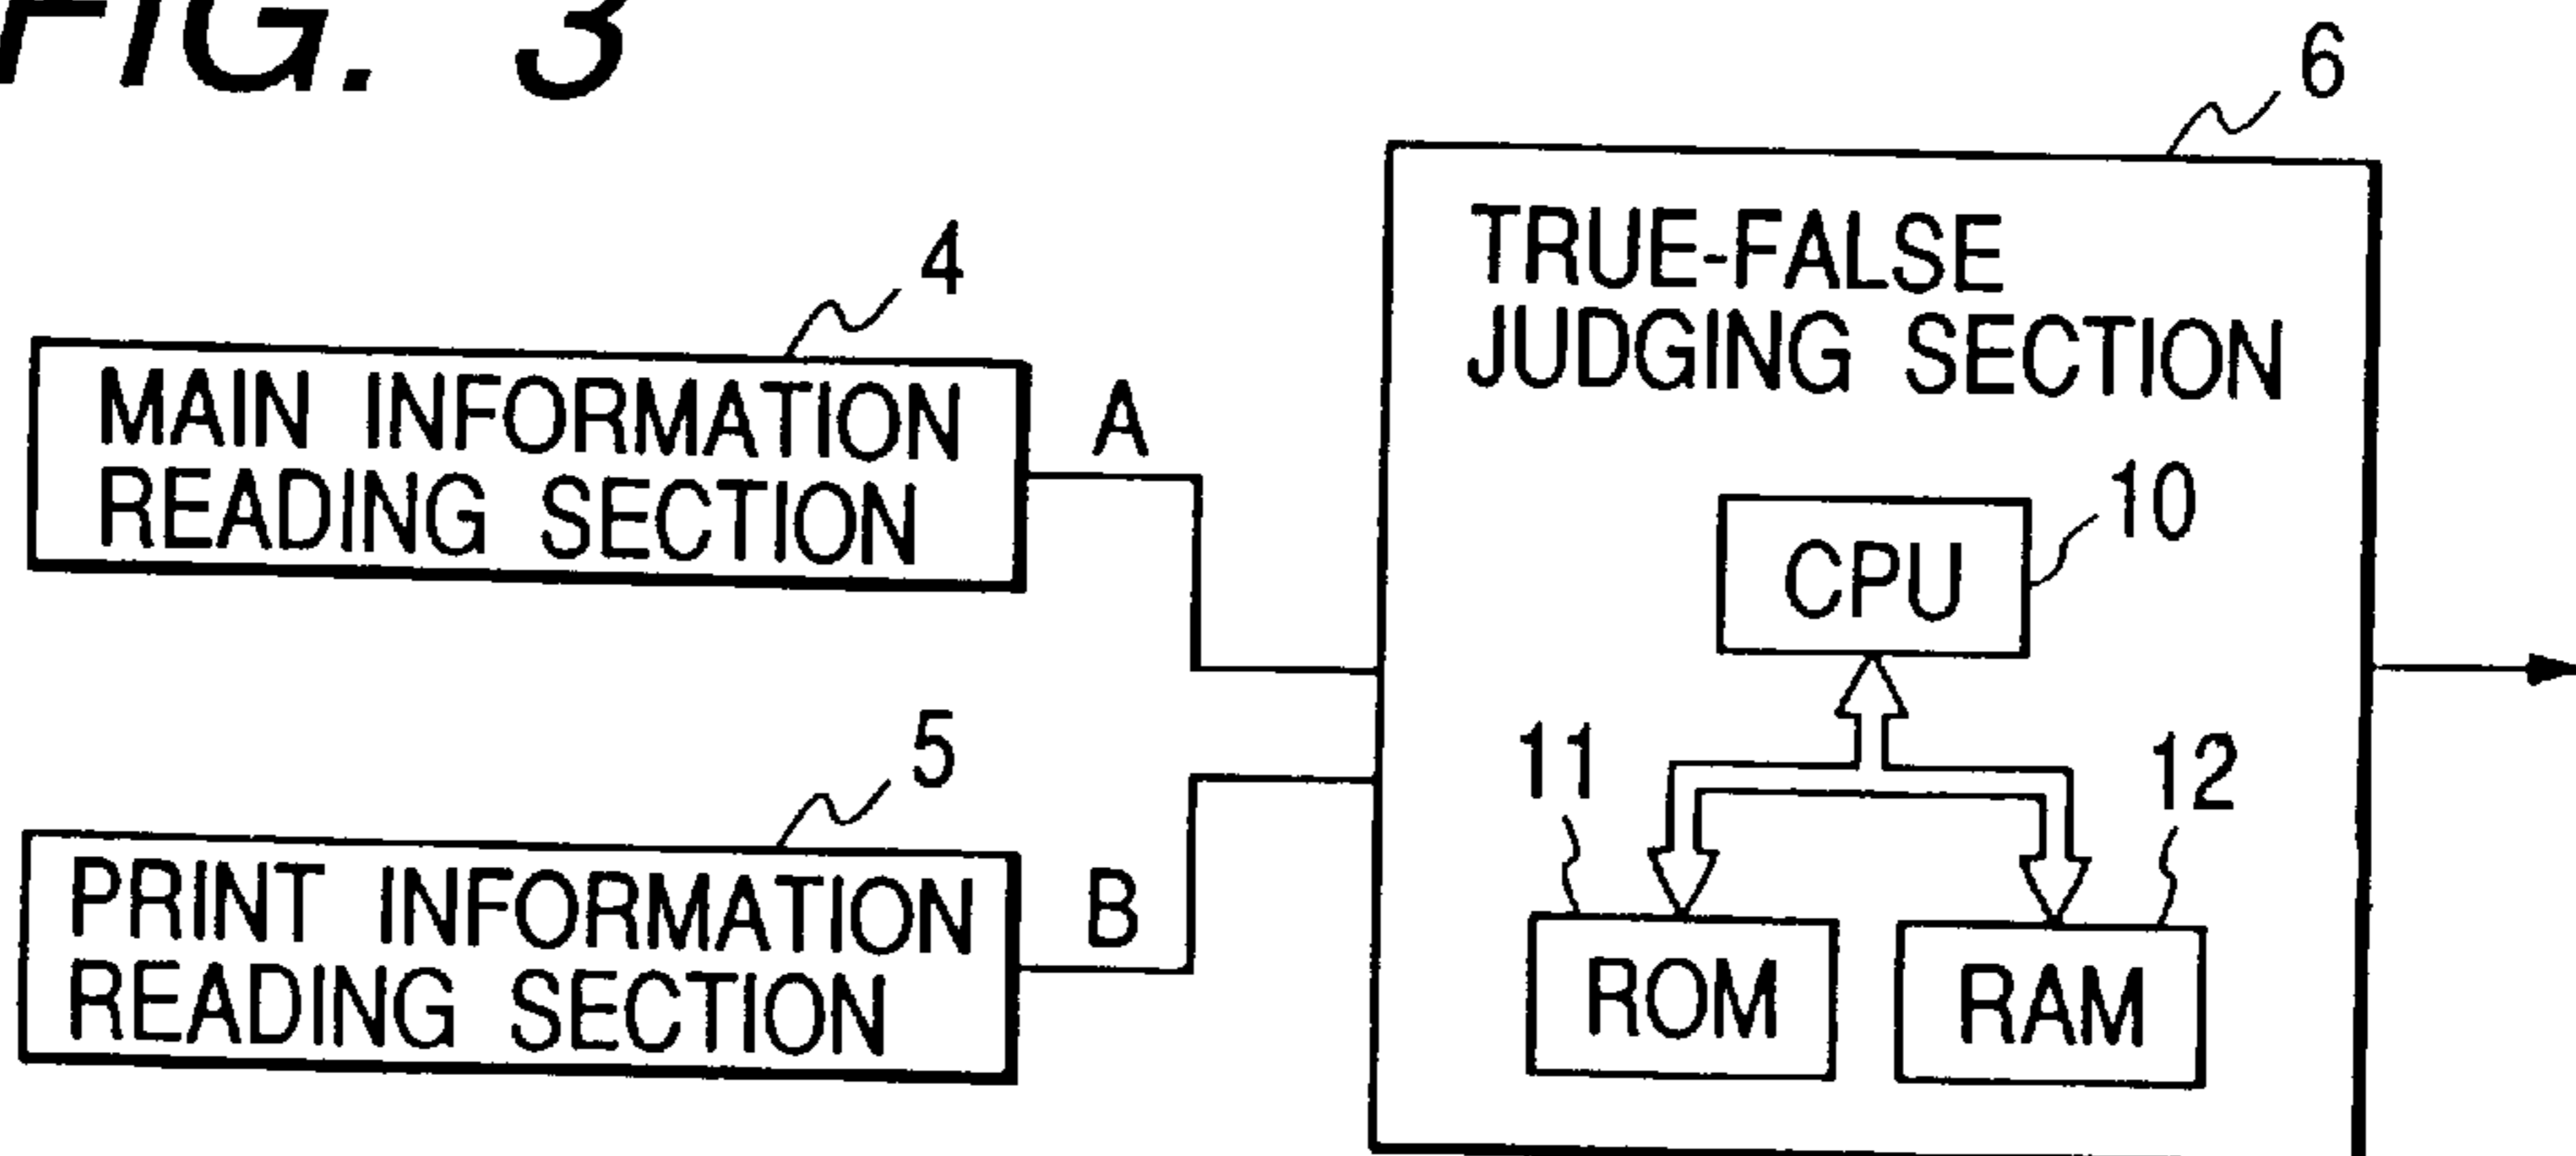 FIG. 3
6
TRUE-FALSE
JUDGING SECTION
4
MAIN INFORMATION
READING SECTION
A
10
CPU
5
PRINT INFORMATION
READING SECTION
B
11
12
ROM
RAM